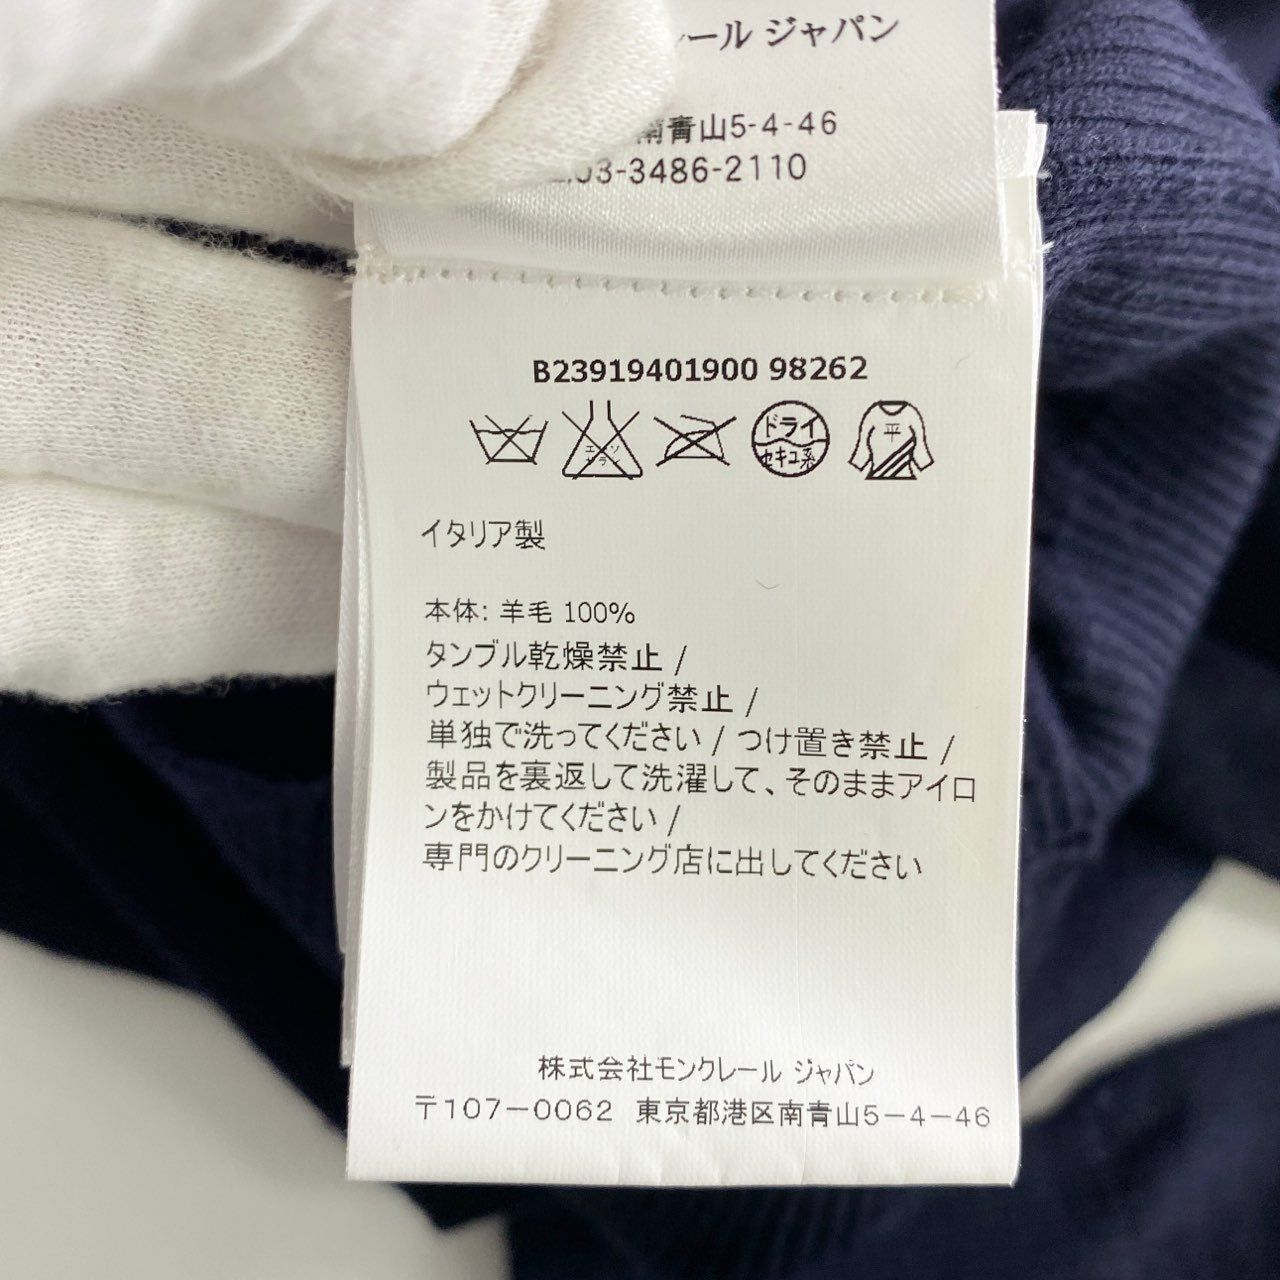 ール ジャパン
南青山5-4-46
03-3486-2110
B23919401900 98262
エンソ
サラ
ドライ
セキユ系
平
イタリア製
本体: 羊毛 100%
タンブル乾燥禁止 /
ウェットクリーニング禁止 /
単独で洗ってください / つけ置き禁止 /
製品を裏返して洗濯して、そのままアイロ
ンをかけてください /
専門のクリーニング店に出してください
株式会社モンクレール ジャパン
〒107-0062 東京都港区南青山5-4-46